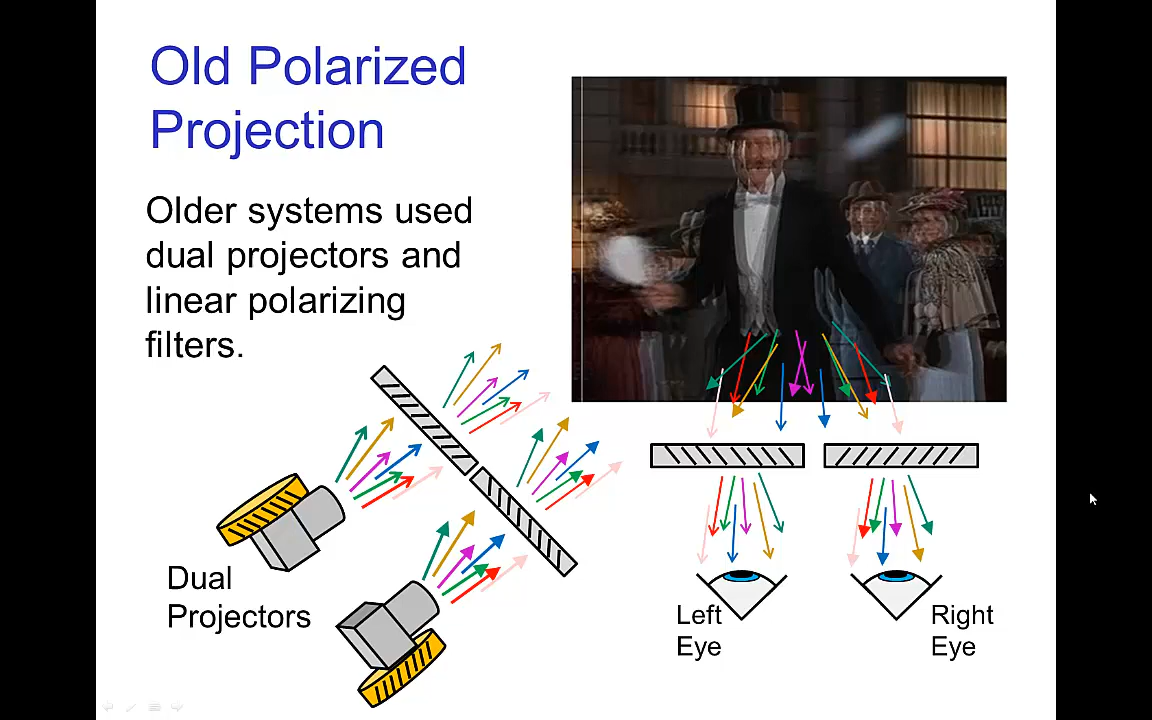 Old Polarized
Projection
Older systems used
dual projectors and
linear polarizing
filters.
Dual
Projectors
Left
Eye
Right
Eye